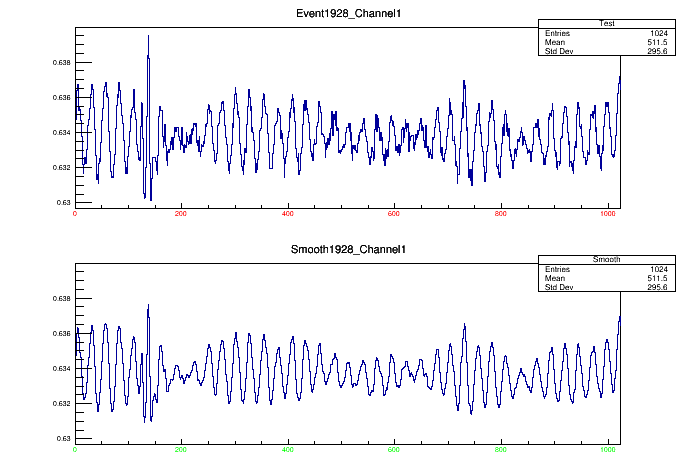 Event1928_Channel1
Test
Entries 1024
Mean 511.5
Std Dev 295.6
0.638
0.636
0.634
0.632
0.63
0 200 400 600 800 1000
Smooth1928_Channel1
Smooth
Entries 1024
Mean 511.5
Std Dev 295.6
0.638
0.636
0.634
0.632
0.63
0 200 400 600 800 1000